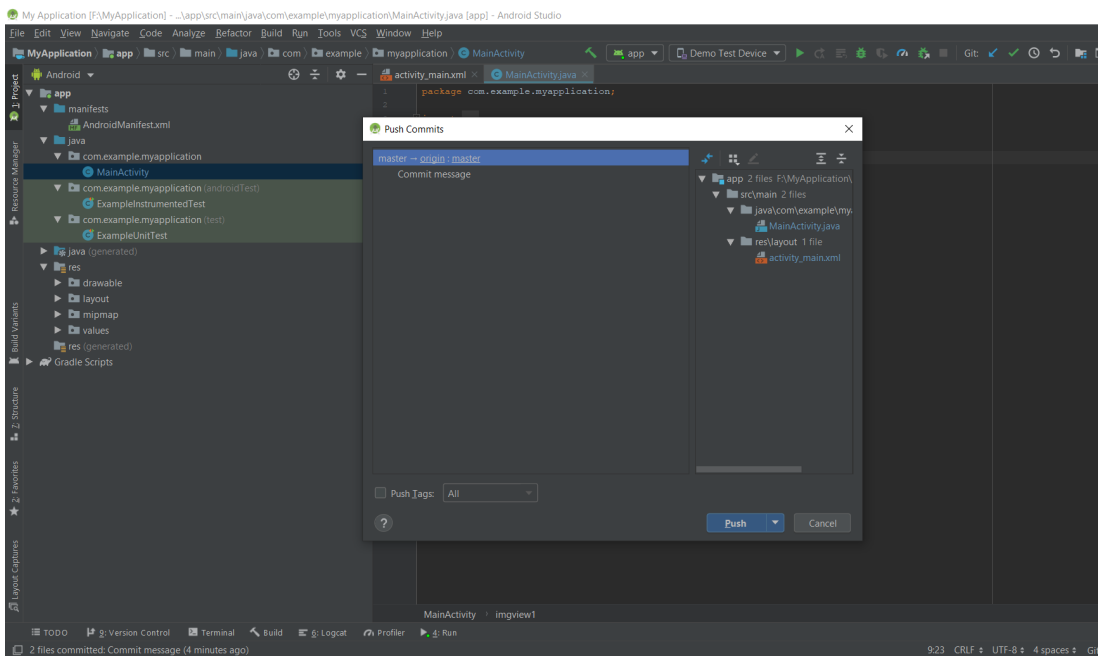 My Application [F:\MyApplication] - ...\app\src\main\java\com\example\myapplication\MainActivity.java [app] - Android Studio
File Edit View Navigate Code Analyze Refactor Build Run Tools VCS Window Help
MyApplication app src main java com example myapplication MainActivity app Demo Test Device Git:
1: Project
Resource Manager
Build Variants
Z: Structure
2: Favorites
Layout Captures
Android
app
manifests
AndroidManifest.xml
java
com.example.myapplication
MainActivity
com.example.myapplication (androidTest)
ExampleInstrumentedTest
com.example.myapplication (test)
ExampleUnitTest
java (generated)
res
drawable
layout
mipmap
values
res (generated)
Gradle Scripts
activity_main.xml MainActivity.java
1 package com.example.myapplication;
2
Push Commits
master → origin : master
Commit message
app 2 files F:\MyApplication\
src\main 2 files
java\com\example\my
MainActivity.java
res\layout 1 file
activity_main.xml
Push Tags: All
? Push Cancel
MainActivity imgview1
TODO 9: Version Control Terminal Build 6: Logcat Profiler 4: Run
2 files committed: Commit message (4 minutes ago) 9:23 CRLF UTF-8 4 spaces Git